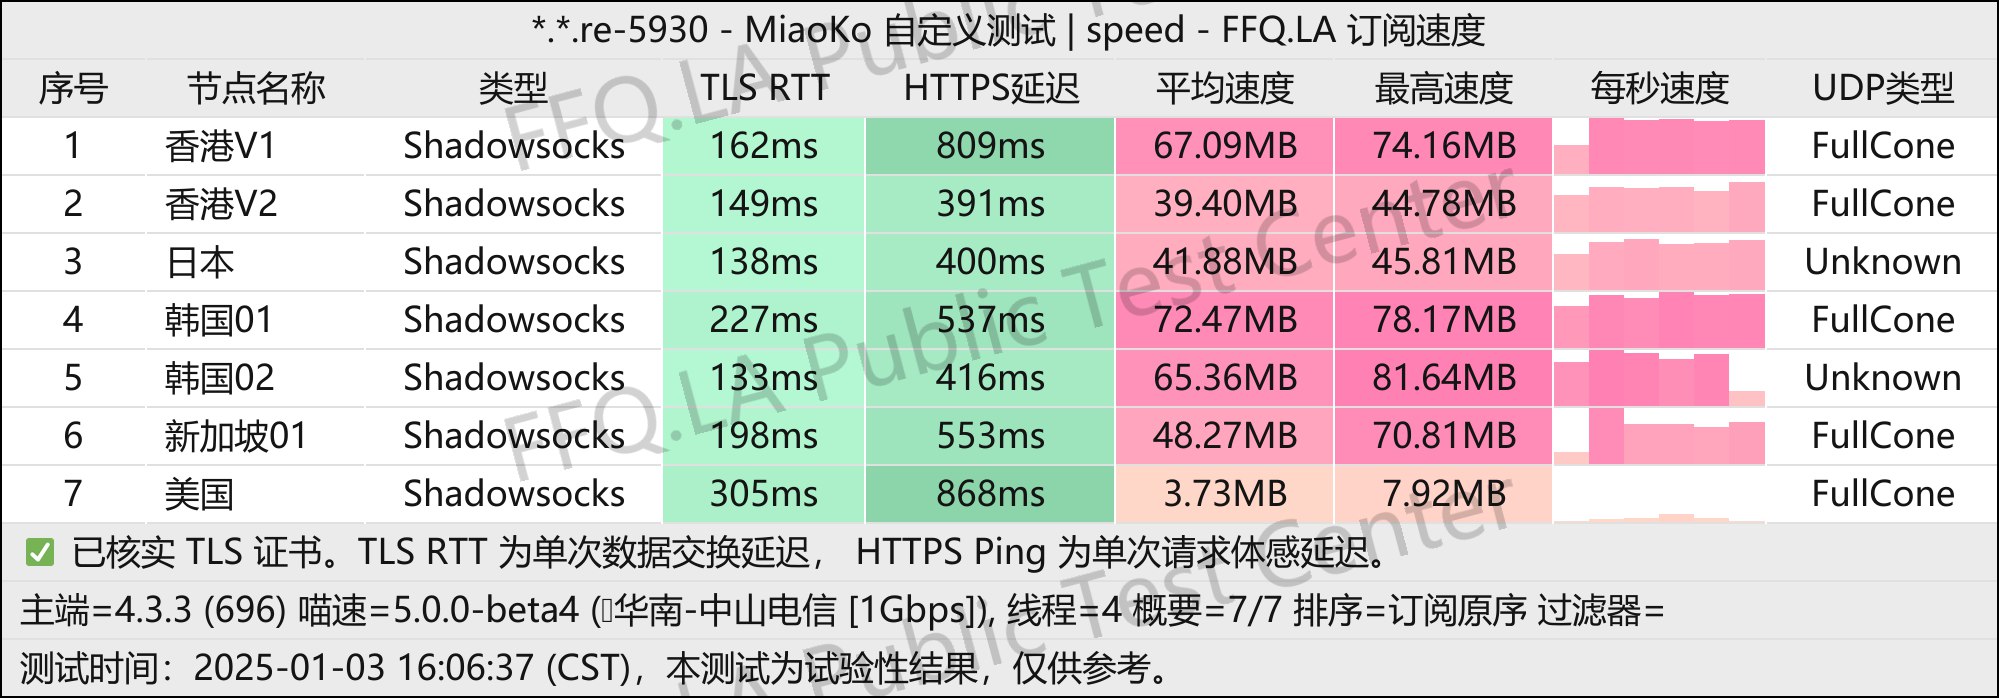 *.*.re-5930 - MiaoKo 自定义测试 | speed - FFQ.LA 订阅速度
序号 节点名称 类型 TLS RTT HTTPS延迟 平均速度 最高速度 每秒速度 UDP类型
1 香港V1 Shadowsocks 162ms 809ms 67.09MB 74.16MB FullCone
2 香港V2 Shadowsocks 149ms 391ms 39.40MB 44.78MB FullCone
3 日本 Shadowsocks 138ms 400ms 41.88MB 45.81MB Unknown
4 韩国01 Shadowsocks 227ms 537ms 72.47MB 78.17MB FullCone
5 韩国02 Shadowsocks 133ms 416ms 65.36MB 81.64MB Unknown
6 新加坡01 Shadowsocks 198ms 553ms 48.27MB 70.81MB FullCone
7 美国 Shadowsocks 305ms 868ms 3.73MB 7.92MB FullCone
✅ 已核实 TLS 证书。TLS RTT 为单次数据交换延迟， HTTPS Ping 为单次请求体感延迟。
主端=4.3.3 (696) 喵速=5.0.0-beta4 (华南-中山电信 [1Gbps]), 线程=4 概要=7/7 排序=订阅原序 过滤器=
测试时间：2025-01-03 16:06:37 (CST)，本测试为试验性结果，仅供参考。
FFQ.LA Public Test Center
FFQ.LA Public Test Center
FFQ.LA Public Test Center